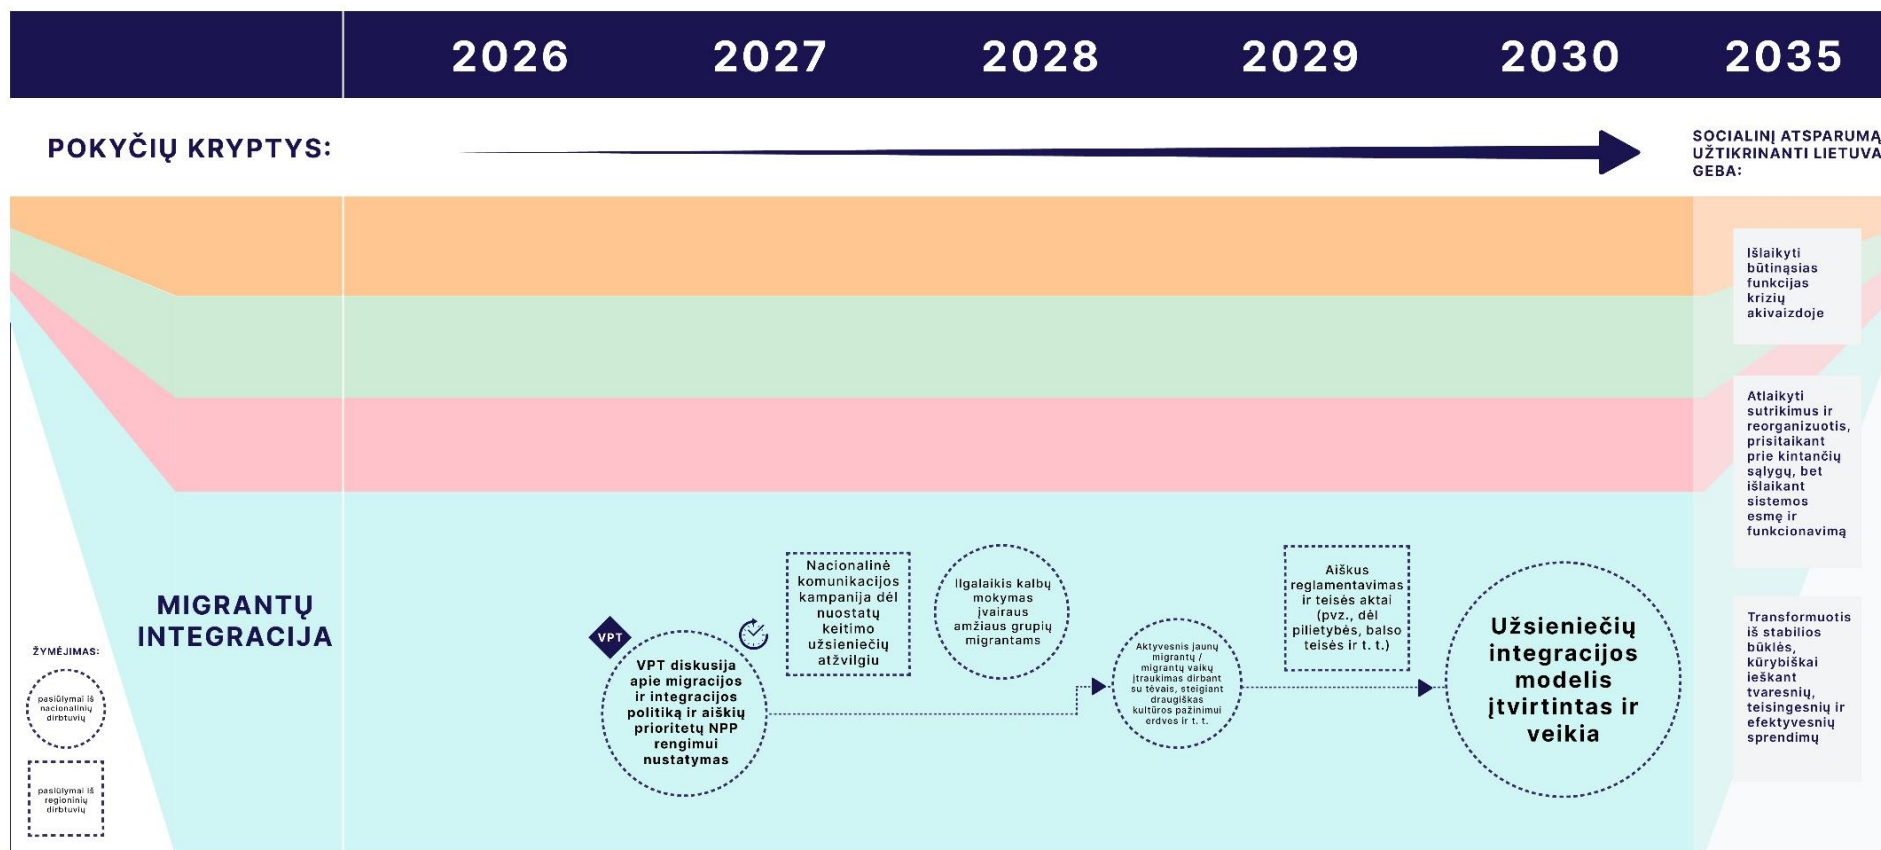 2026 2027 2028 2029 2030 2035
POKYČIŲ KRYPTYS:
SOCIALINĮ ATSPARUMĄ
UŽTIKRINANTI LIETUVA
GEBA:
Išlaikyti
būtinąsias
funkcijas
krizių
akivaizdoje
Atlaikyti
sutrikimus ir
reorganizuotis,
prisitaikant
prie kintančių
sąlygų, bet
išlaikant
sistemos
esmę ir
funkcionavimą
Transformuotis
iš stabilios
būklės,
kūrybiškai
ieškant
tvaresnių,
teisingesnių ir
efektyvesnių
sprendimų
MIGRANTŲ
INTEGRACIJA
ŽYMĖJIMAS:
pasiūlymai iš
nacionalinių
dirbtuvių
pasiūlymai iš
regioninių
dirbtuvių
VPT
VPT diskusija
apie migracijos
ir integracijos
politiką ir aiškių
prioritetų NPP
rengimui
nustatymas
Nacionalinė
komunikacijos
kampanija dėl
nuostatų
keitimo
užsieniečių
atžvilgiu
Ilgalaikis kalbų
mokymas
įvairaus
amžiaus grupių
migrantams
Aktyvesnis jaunų
migrantų /
migrantų vaikų
įtraukimas dirbant
su tėvais, steigiant
draugiškas
kultūros pažinimui
erdves ir t. t.
Aiškus
reglamentavimas
ir teisės aktai
(pvz., dėl
pilietybės, balso
teisės ir t. t.)
Užsieniečių
integracijos
modelis
įtvirtintas ir
veikia